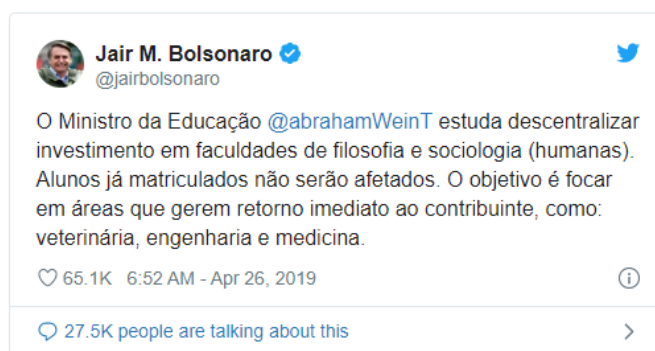 Jair M. Bolsonaro
@jairbolsonaro
O Ministro da Educação @abrahamWeinT estuda descentralizar
investimento em faculdades de filosofia e sociologia (humanas).
Alunos já matriculados não serão afetados. O objetivo é focar
em áreas que gerem retorno imediato ao contribuinte, como:
veterinária, engenharia e medicina.
65.1K 6:52 AM - Apr 26, 2019
27.5K people are talking about this